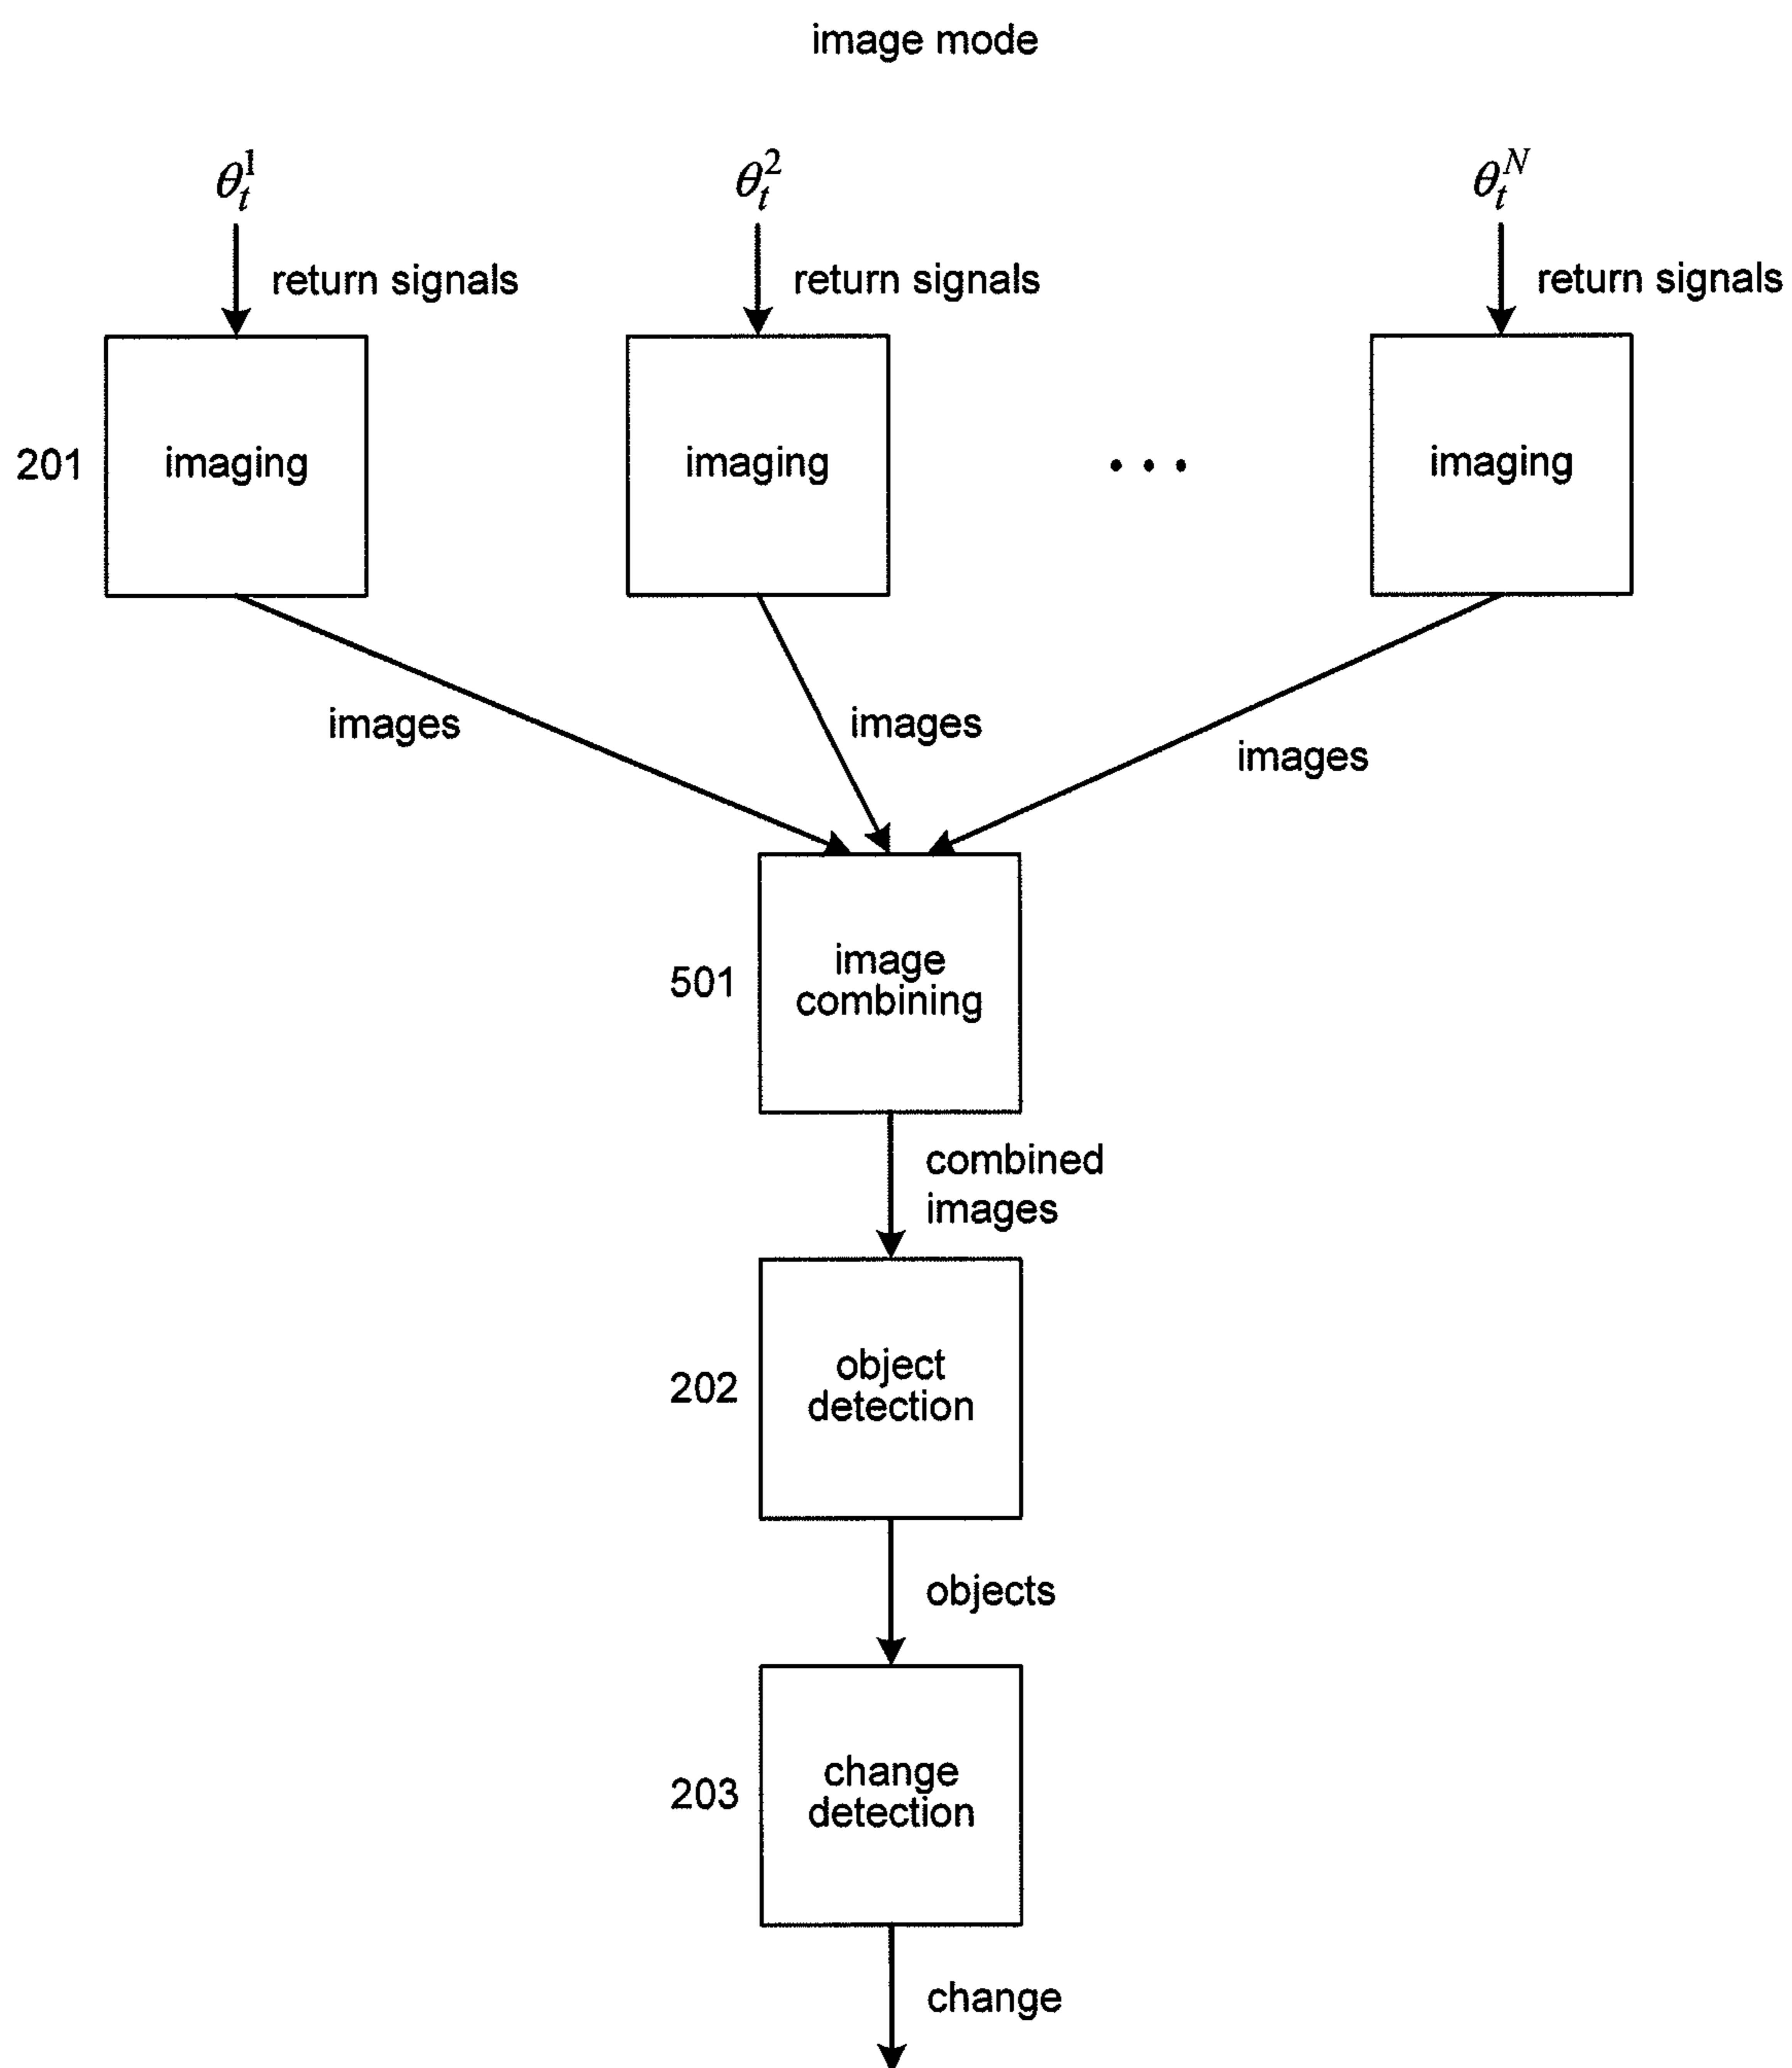 image mode
θ_t^1 θ_t^2 θ_t^N
return signals return signals return signals
201 imaging imaging ... imaging
images images images
501 image
combining
combined
images
202 object
detection
objects
203 change
detection
change